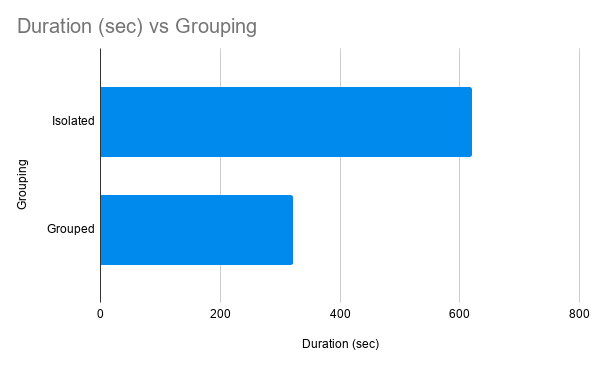 Duration (sec) vs Grouping
Grouping
Isolated
Grouped
0 200 400 600 800
Duration (sec)